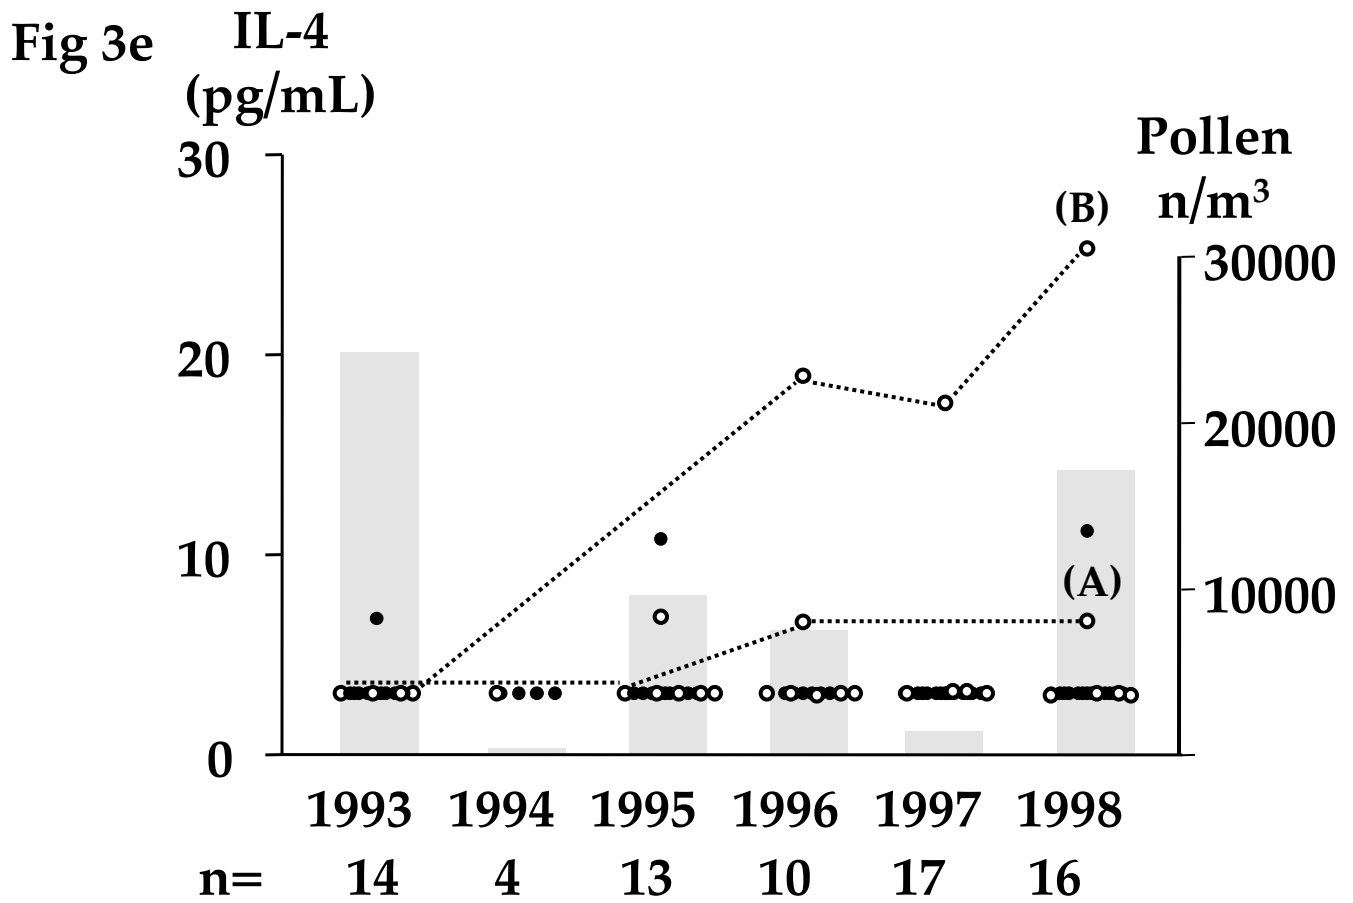 Fig 3e
IL-4
(pg/mL)
Pollen
n/m³
30
20
10
0
(B)
(A)
30000
20000
10000
1993 1994 1995 1996 1997 1998
n= 14 4 13 10 17 16